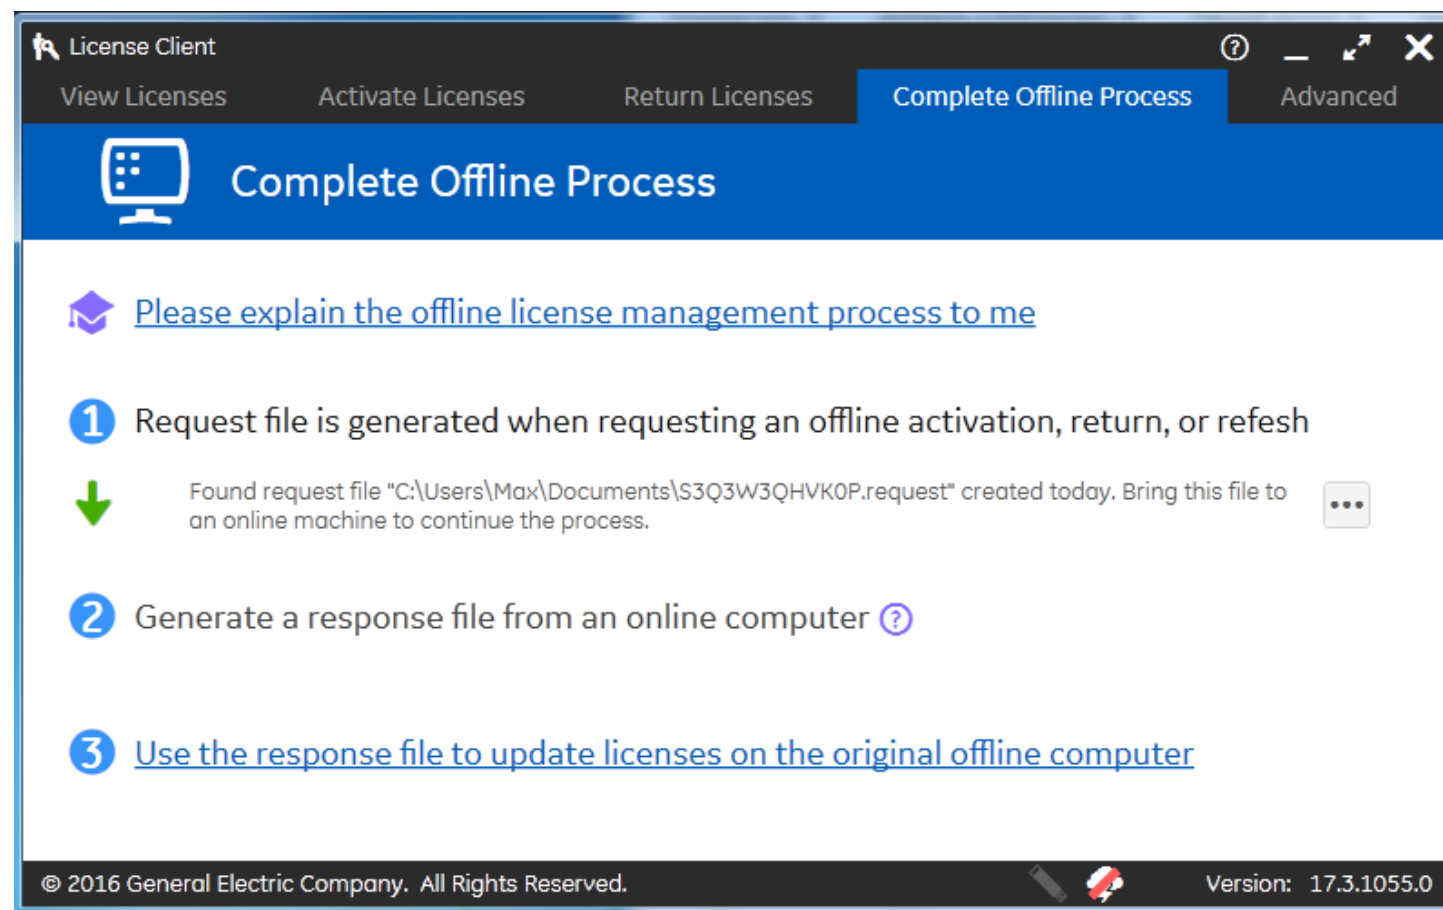 License Client
View Licenses Activate Licenses Return Licenses Complete Offline Process Advanced
Complete Offline Process
Please explain the offline license management process to me
1 Request file is generated when requesting an offline activation, return, or refesh
Found request file "C:\Users\Max\Documents\S3Q3W3QHVK0P.request" created today. Bring this file to
an online machine to continue the process.
2 Generate a response file from an online computer ?
3 Use the response file to update licenses on the original offline computer
© 2016 General Electric Company. All Rights Reserved. Version: 17.3.1055.0